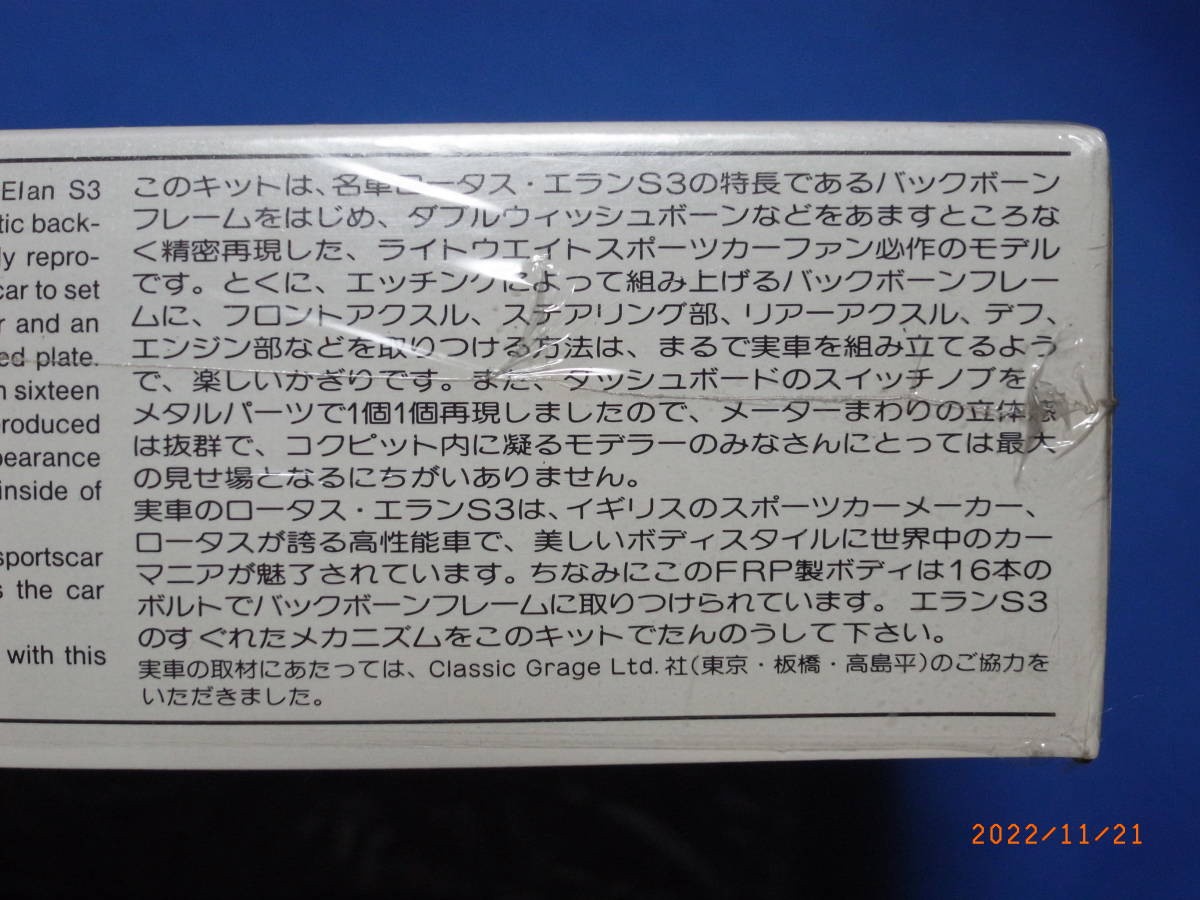 Elan S3
tic back-
ly repro-
car to set
r and an
ed plate.
n sixteen
produced
pearance
inside of
sportscar
s the car
with this
このキットは、名車ロータス・エランS3の特長であるバックボーン
フレームをはじめ、ダブルウィッシュボーンなどをあますところな
く精密再現した、ライトウエイトスポーツカーファン必作のモデル
です。とくに、エッチングによって組み上げるバックボーンフレー
ムに、フロントアクスル、ステアリング部、リアーアクスル、デフ、
エンジン部などを取りつける方法は、まるで実車を組み立てるよう
で、楽しいかぎりです。また、ダッシュボードのスイッチノブを
メタルパーツで1個1個再現しましたので、メーターまわりの立体感
は抜群で、コクピット内に凝るモデラーのみなさんにとっては最大
の見せ場となるにちがいありません。
実車のロータス・エランS3は、イギリスのスポーツカーメーカー、
ロータスが誇る高性能車で、美しいボディスタイルに世界中のカー
マニアが魅了されています。ちなみにこのFRP製ボディは16本の
ボルトでバックボーンフレームに取りつけられています。エランS3
のすぐれたメカニズムをこのキットでたんのうして下さい。
実車の取材にあたっては、Classic Grage Ltd.社(東京・板橋・高島平)のご協力を
いただきました。
2022/11/21